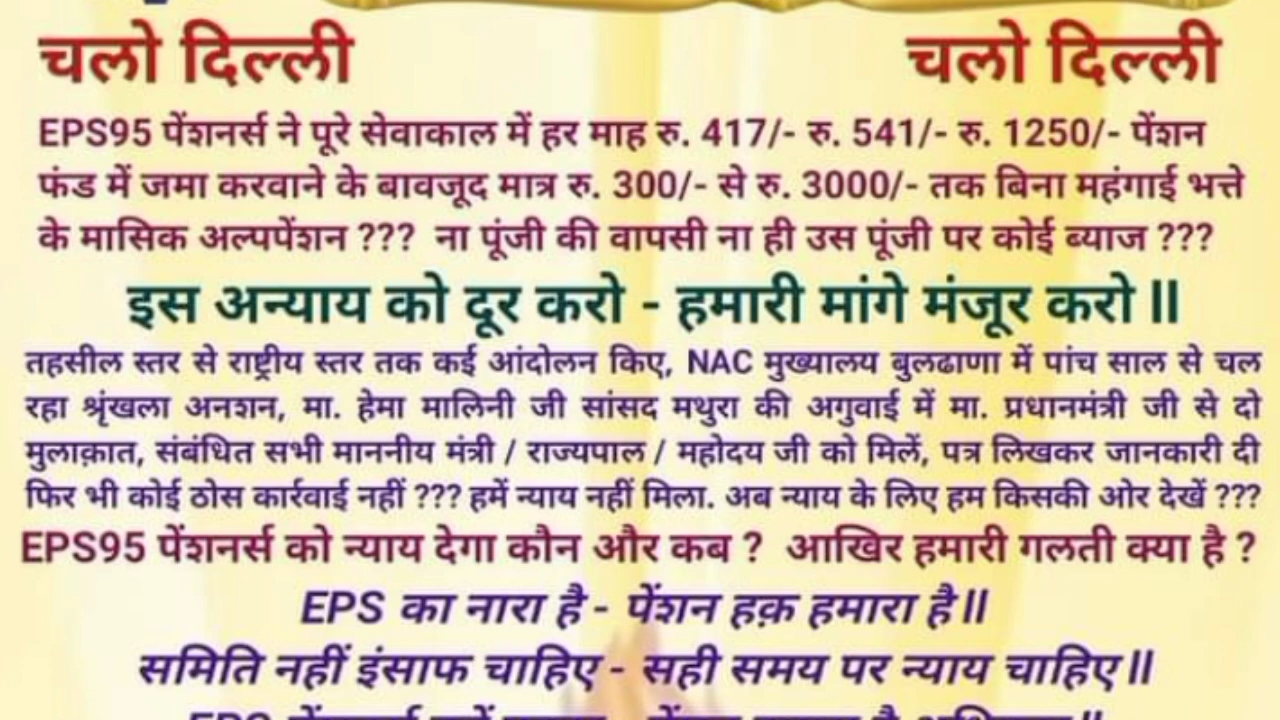 चलो दिल्ली चलो दिल्ली
EPS95 पेंशनर्स ने पूरे सेवाकाल में हर माह रु. 417/- रु. 541/- रु. 1250/- पेंशन
फंड में जमा करवाने के बावजूद मात्र रु. 300/- से रु. 3000/- तक बिना महंगाई भत्ते
के मासिक अल्पपेंशन ??? ना पूंजी की वापसी ना ही उस पूंजी पर कोई ब्याज ???
इस अन्याय को दूर करो - हमारी मांगे मंजूर करो ॥
तहसील स्तर से राष्ट्रीय स्तर तक कई आंदोलन किए, NAC मुख्यालय बुलढाणा में पांच साल से चल
रहा श्रृंखला अनशन, मा. हेमा मालिनी जी सांसद मथुरा की अगुवाई में मा. प्रधानमंत्री जी से दो
मुलाक़ात, संबंधित सभी माननीय मंत्री / राज्यपाल / महोदय जी को मिलें, पत्र लिखकर जानकारी दी
फिर भी कोई ठोस कार्रवाई नहीं ??? हमें न्याय नहीं मिला. अब न्याय के लिए हम किसकी ओर देखें ???
EPS95 पेंशनर्स को न्याय देगा कौन और कब ? आखिर हमारी गलती क्या है ?
EPS का नारा है - पेंशन हक़ हमारा है ॥
समिति नहीं इंसाफ चाहिए - सही समय पर न्याय चाहिए ॥